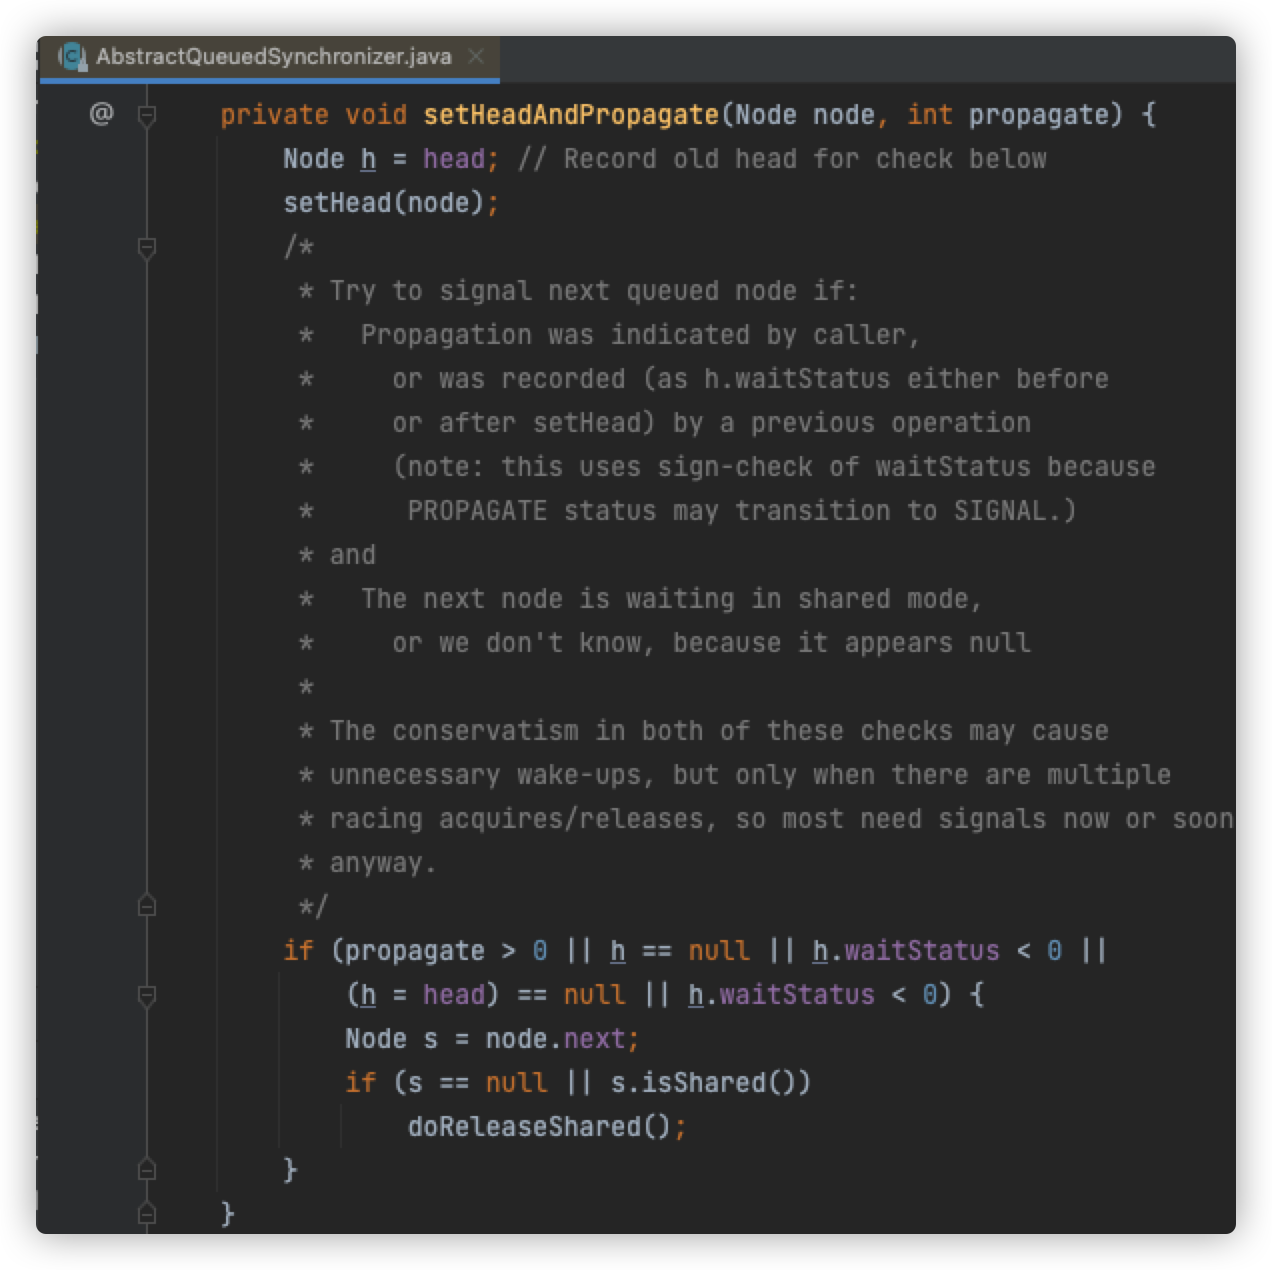 AbstractQueuedSynchronizer.java
@ private void setHeadAndPropagate(Node node, int propagate) {
Node h = head; // Record old head for check below
setHead(node);
/*
* Try to signal next queued node if:
* Propagation was indicated by caller,
* or was recorded (as h.waitStatus either before
* or after setHead) by a previous operation
* (note: this uses sign-check of waitStatus because
* PROPAGATE status may transition to SIGNAL.)
* and
* The next node is waiting in shared mode,
* or we don't know, because it appears null
*
* The conservatism in both of these checks may cause
* unnecessary wake-ups, but only when there are multiple
* racing acquires/releases, so most need signals now or soon
* anyway.
*/
if (propagate > 0 || h == null || h.waitStatus < 0 ||
(h = head) == null || h.waitStatus < 0) {
Node s = node.next;
if (s == null || s.isShared())
doReleaseShared();
}
}